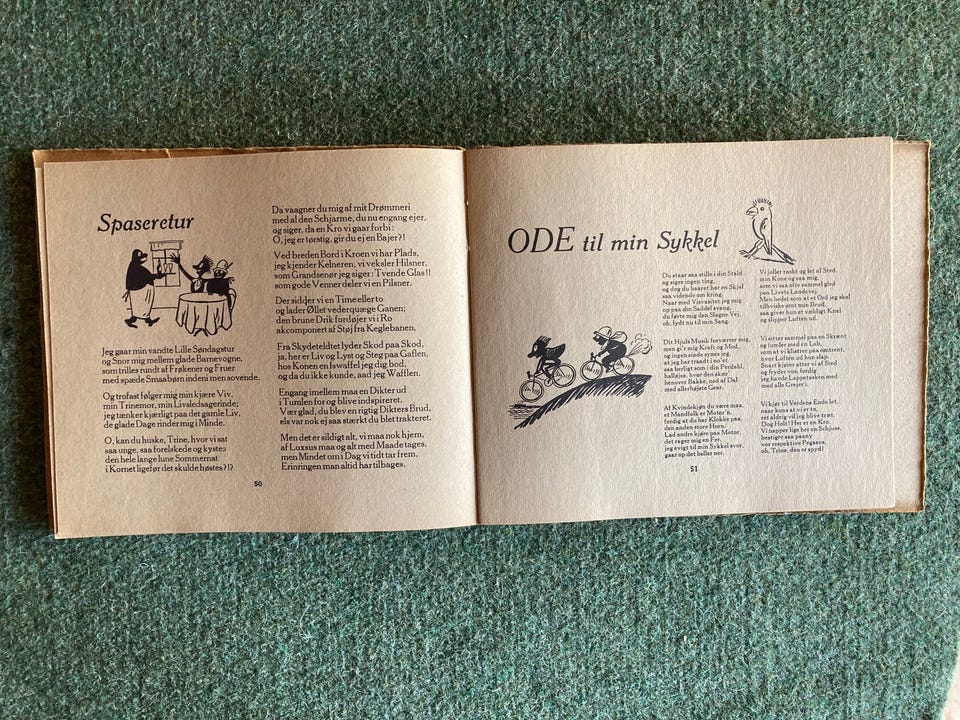 Spaseretur
Jeg gaar min vandte Lille Søndagstur
og Snor mig mellem glade Barnevogne,
som trilles rundt af Frøkener og Fruer
med spæde Smaa børn indeni men sovende.
Og trofast følger mig min kjære Viv,
min Trinemor, min Livsledsagerinde;
jeg tænker kjærligt paa det gamle Liv,
de glade Dage rinder mig i Minde.
O, kan du huske, Trine, hvor vi sat
saa unge, saa forelskede og kystes
den hele lange lune Sommernat
i Kornet ligefør det skulde høstes?!?
Da vaagner du mig af mit Drømmeri
med al den Schjarme, du nu engang ejer,
og siger, da en Kro vi gaar forbi:
O, jeg er tørstig, gir du ej en Bajer?!
Ved breden Bord i Kroen vi har Plads,
jeg kjender Kelneren, vi veksler Hilsner,
som Grandsenør jeg siger: Tvende Glas!!
som gode Venner deler vi en Pilsner.
Der sidder vi en Time eller to
og lader Øllet vederquæge Ganen;
den brune Drik fordøjer vi i Ro
akcomponert af Støj fra Keglebanen.
Fra Skydeteldtet lyder Skod paa Skod,
ja, her er Liv og Lyst og Steg paa Gaflen,
hos Konen en Iswaffel jeg dig bod,
og da du ikke kunde, aad jeg Wafflen.
Engang imellem maa en Dikter ud
i Tumlen for og blive indspireret.
Vær glad, du blev en rigtig Dikters Brud,
els var nok ej saa stærkt du blet trakteret.
Men det er sildigt alt, vi maa nok hjem,
af Luxsus maa og alt med Maade tages,
men Mindet om i Dag vi tidt tar frem,
Erinringen man altid har tilbages.
50
ODE til min Sykkel
Du staar saa stille i din Stald
og siger ingen ting,
og dog du baaret har en Skjal
saa vidende om kring.
Naar med Visvasitet jeg mig
op paa din Saddel svang,
du førte mig den Slagne Vej,
oh, lydt nu til min Sang.
Dit Hjuls Musik forværrev mig,
men gi'r mig Kraft og Mod,
og ingen sinde synes jeg,
at jeg har traad i no'et
saa herligt som i din Perdahl,
halløjsa, hvor den skær'
henover Bakke, ned af Dal
med allerhøjeste Gear.
Af Kvindekjøn du være maa,
et Mandfolk er Motor'n,
fordig at du har Klokke paa,
den anden store Horn.
Lad andre kjøre paa Motor,
det rager mig en Fer,
jeg evigt til min Sykkel svor,
gaar op det heller ner.
Vi joller raskt og let af Sted,
min Kone og saa mig,
som vi saa ofte sammel gled
paa Livets Landevej.
Men bedst som at et Ord jeg skal
tilhviske ømt min Brud,
saa giver hun et vældigt Knal
og slipper Luften ud.
Vi sitter sammel paa en Skrænt
og fumler med en Lab,
som at vi klistrer paa omtrent,
hvor Luften ud hun slap.
Snart kjører atter vi af Sted
og fryder vos, fordig
jeg havde Lappetasken med
med alle Grejer i.
Vi kjør til Verdens Ende let,
naar kuns at vi er to,
ret aldrig vil jeg blive træt.
Dog Holt! Her er en Kro.
Vi napper lige her en Schjuss,
bestiger saa paany
vor respektive Pegasus,
oh, Trine, den er spyd!
51